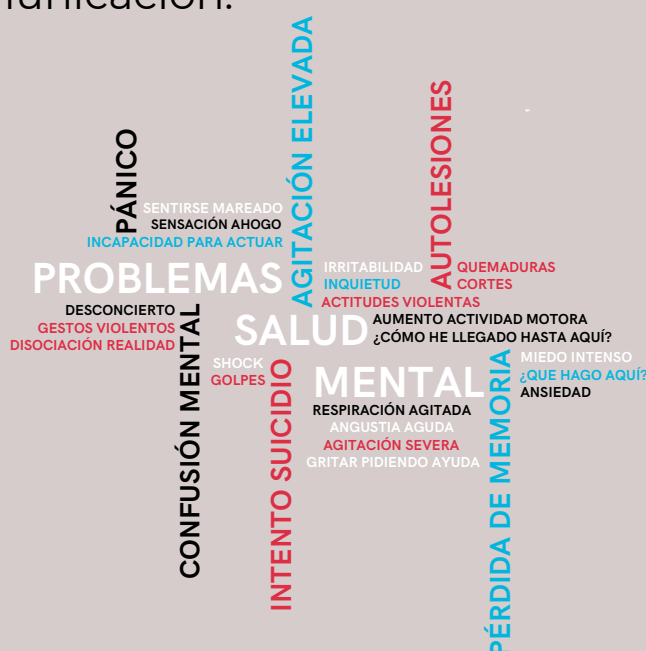 PÁNICO
SENTIRSE MAREADO
SENSACIÓN AHOGO
INCAPACIDAD PARA ACTUAR
AGITACIÓN ELEVADA
AUTOLESIONES
PROBLEMAS
IRRITABILIDAD
INQUIETUD
ACTITUDES VIOLENTAS
QUEMADURAS
CORTES
DESCONCIERTO
GESTOS VIOLENTOS
DISOCIACIÓN REALIDAD
CONFUSIÓN MENTAL
SALUD
AUMENTO ACTIVIDAD MOTORA
¿CÓMO HE LLEGADO HASTA AQUÍ?
SHOCK
GOLPES
INTENTO SUICIDIO
MENTAL
RESPIRACIÓN AGITADA
ANGUSTIA AGUDA
AGITACIÓN SEVERA
GRITAR PIDIENDO AYUDA
PÉRDIDA DE MEMORIA
MIEDO INTENSO
¿QUE HAGO AQUÍ?
ANSIEDAD